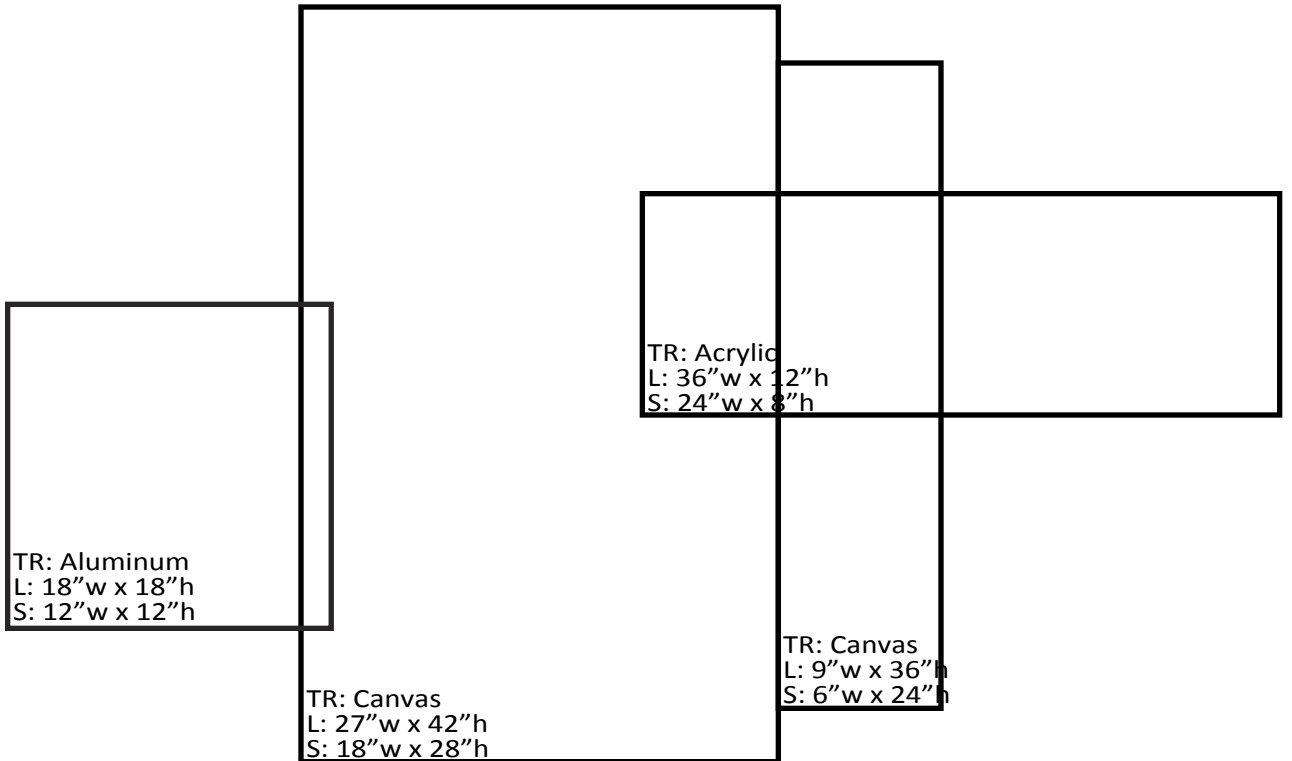 TR: Acrylic
L: 36”w x 12”h
S: 24”w x 8”h
TR: Aluminum
L: 18”w x 18”h
S: 12”w x 12”h
TR: Canvas
L: 9”w x 36”h
S: 6”w x 24”h
TR: Canvas
L: 27”w x 42”h
S: 18”w x 28”h